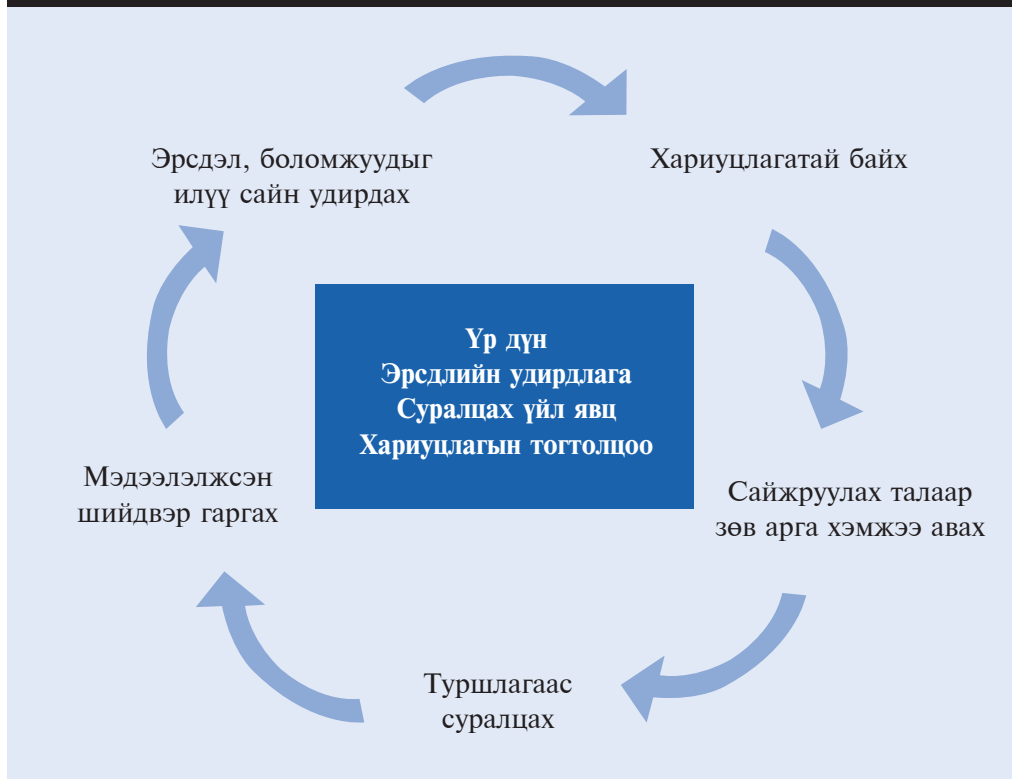 Эрсдэл, боломжуудыг
илүү сайн удирдах
Хариуцлагатай байх
Үр дүн
Эрсдлийн удирдлага
Суралцах үйл явц
Хариуцлагын тогтолцоо
Мэдээлэлжсэн
шийдвэр гаргах
Сайжруулах талаар
зөв арга хэмжээ авах
Туршлагаас
суралцах